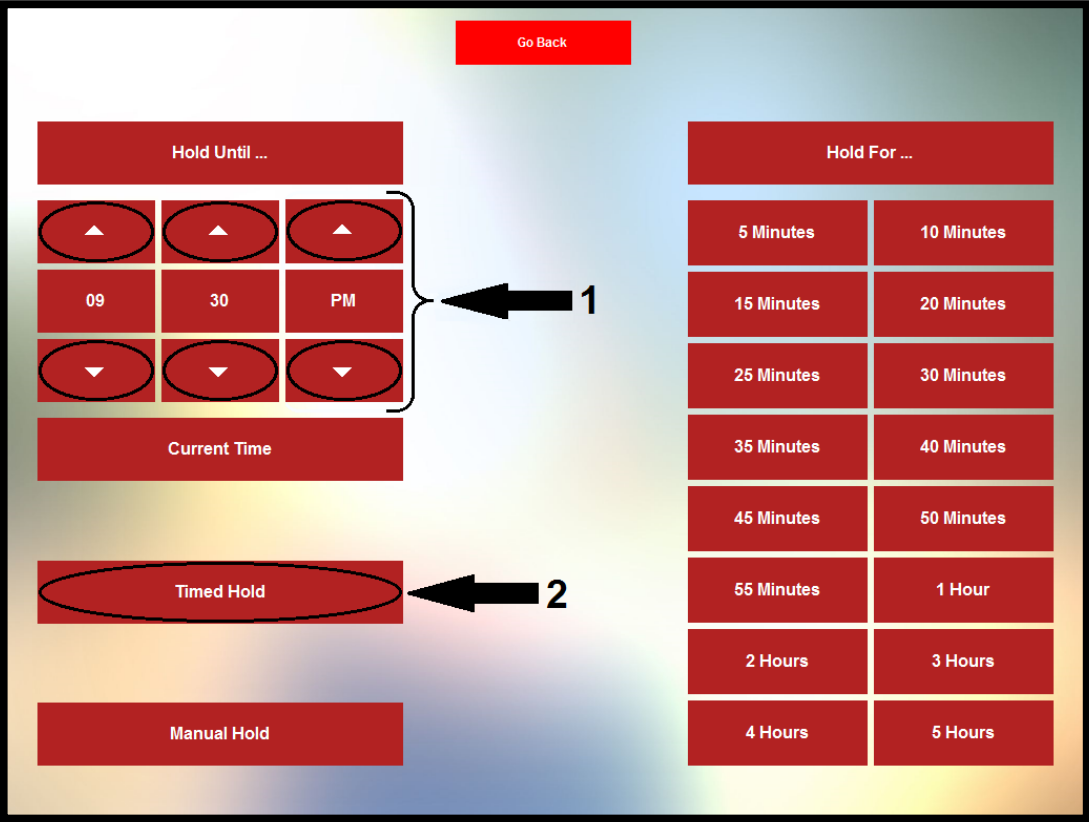 Go Back
Hold Until ...
09 30 PM
1
Current Time
Timed Hold
2
Manual Hold
Hold For ...
5 Minutes 10 Minutes
15 Minutes 20 Minutes
25 Minutes 30 Minutes
35 Minutes 40 Minutes
45 Minutes 50 Minutes
55 Minutes 1 Hour
2 Hours 3 Hours
4 Hours 5 Hours